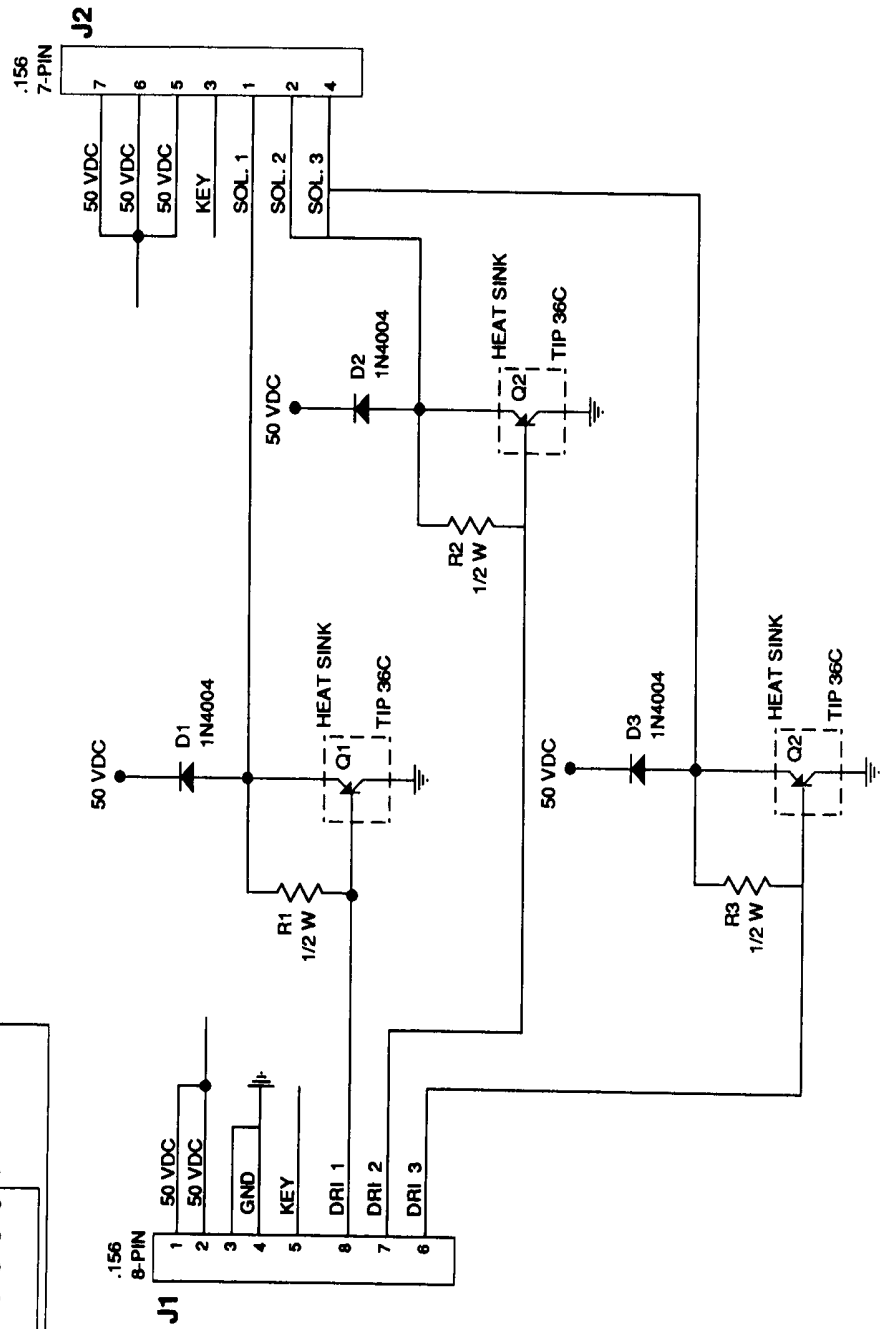 J2
.156
7-PIN
7
50 VDC
6
50 VDC
5
50 VDC
3
KEY
1
SOL. 1
2
SOL. 2
4
SOL. 3
50 VDC
D2
1N4004
HEAT SINK
Q2
TIP 36C
R2
1/2 W
50 VDC
D1
1N4004
HEAT SINK
Q1
TIP 36C
R1
1/2 W
50 VDC
D3
1N4004
HEAT SINK
Q2
TIP 36C
R3
1/2 W
.156
8-PIN
J1
1
50 VDC
2
50 VDC
3
GND
4
5
KEY
8
DRI 1
7
DRI 2
6
DRI 3